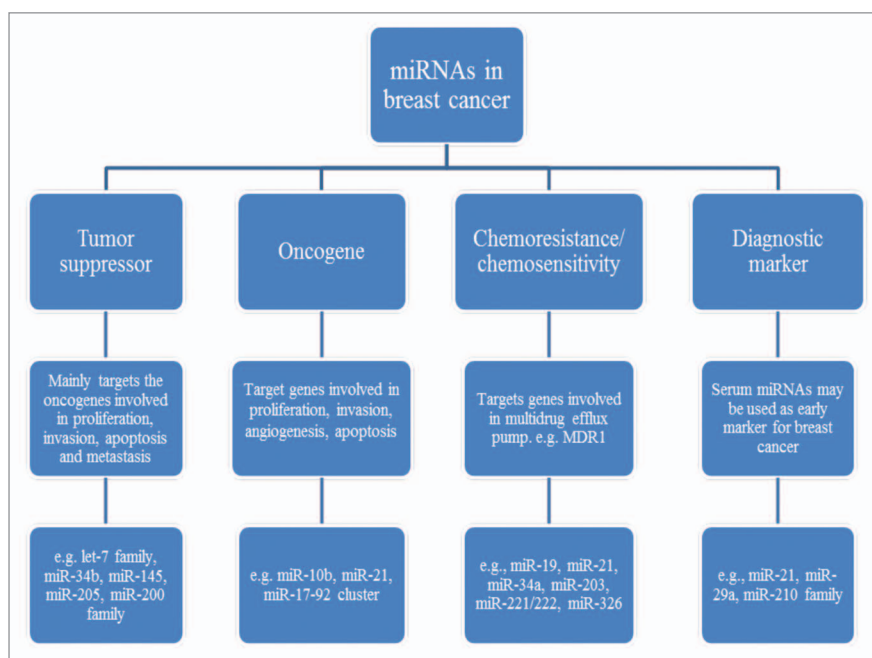 miRNAs in
breast cancer
Tumor
suppressor
Oncogene
Chemoresistance/
chemosensitivity
Diagnostic
marker
Mainly targets the
oncogenes involved
in proliferation,
invasion, apoptosis
and metastasis
Target genes involved in
proliferation, invasion,
angiogenesis, apoptosis
Targets genes involved
in multidrug efflux
pump. e.g. MDR1
Serum miRNAs may
be used as early
marker for breast
cancer
e.g. let-7 family,
miR-34b, miR-145,
miR-205, miR-200
family
e.g. miR-10b, miR-21,
miR-17-92 cluster
e.g., miR-19, miR-21,
miR-34a, miR-203,
miR-221/222, miR-326
e.g., miR-21, miR-
29a, miR-210 family